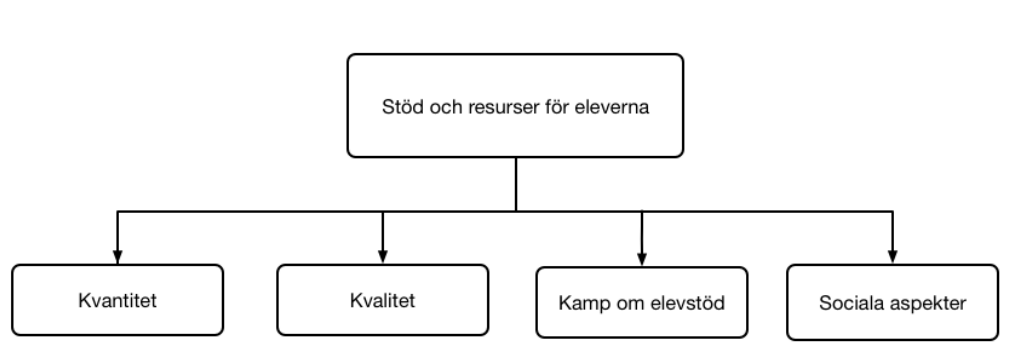 Stöd och resurser för eleverna
Kvantitet
Kvalitet
Kamp om elevstöd
Sociala aspekter